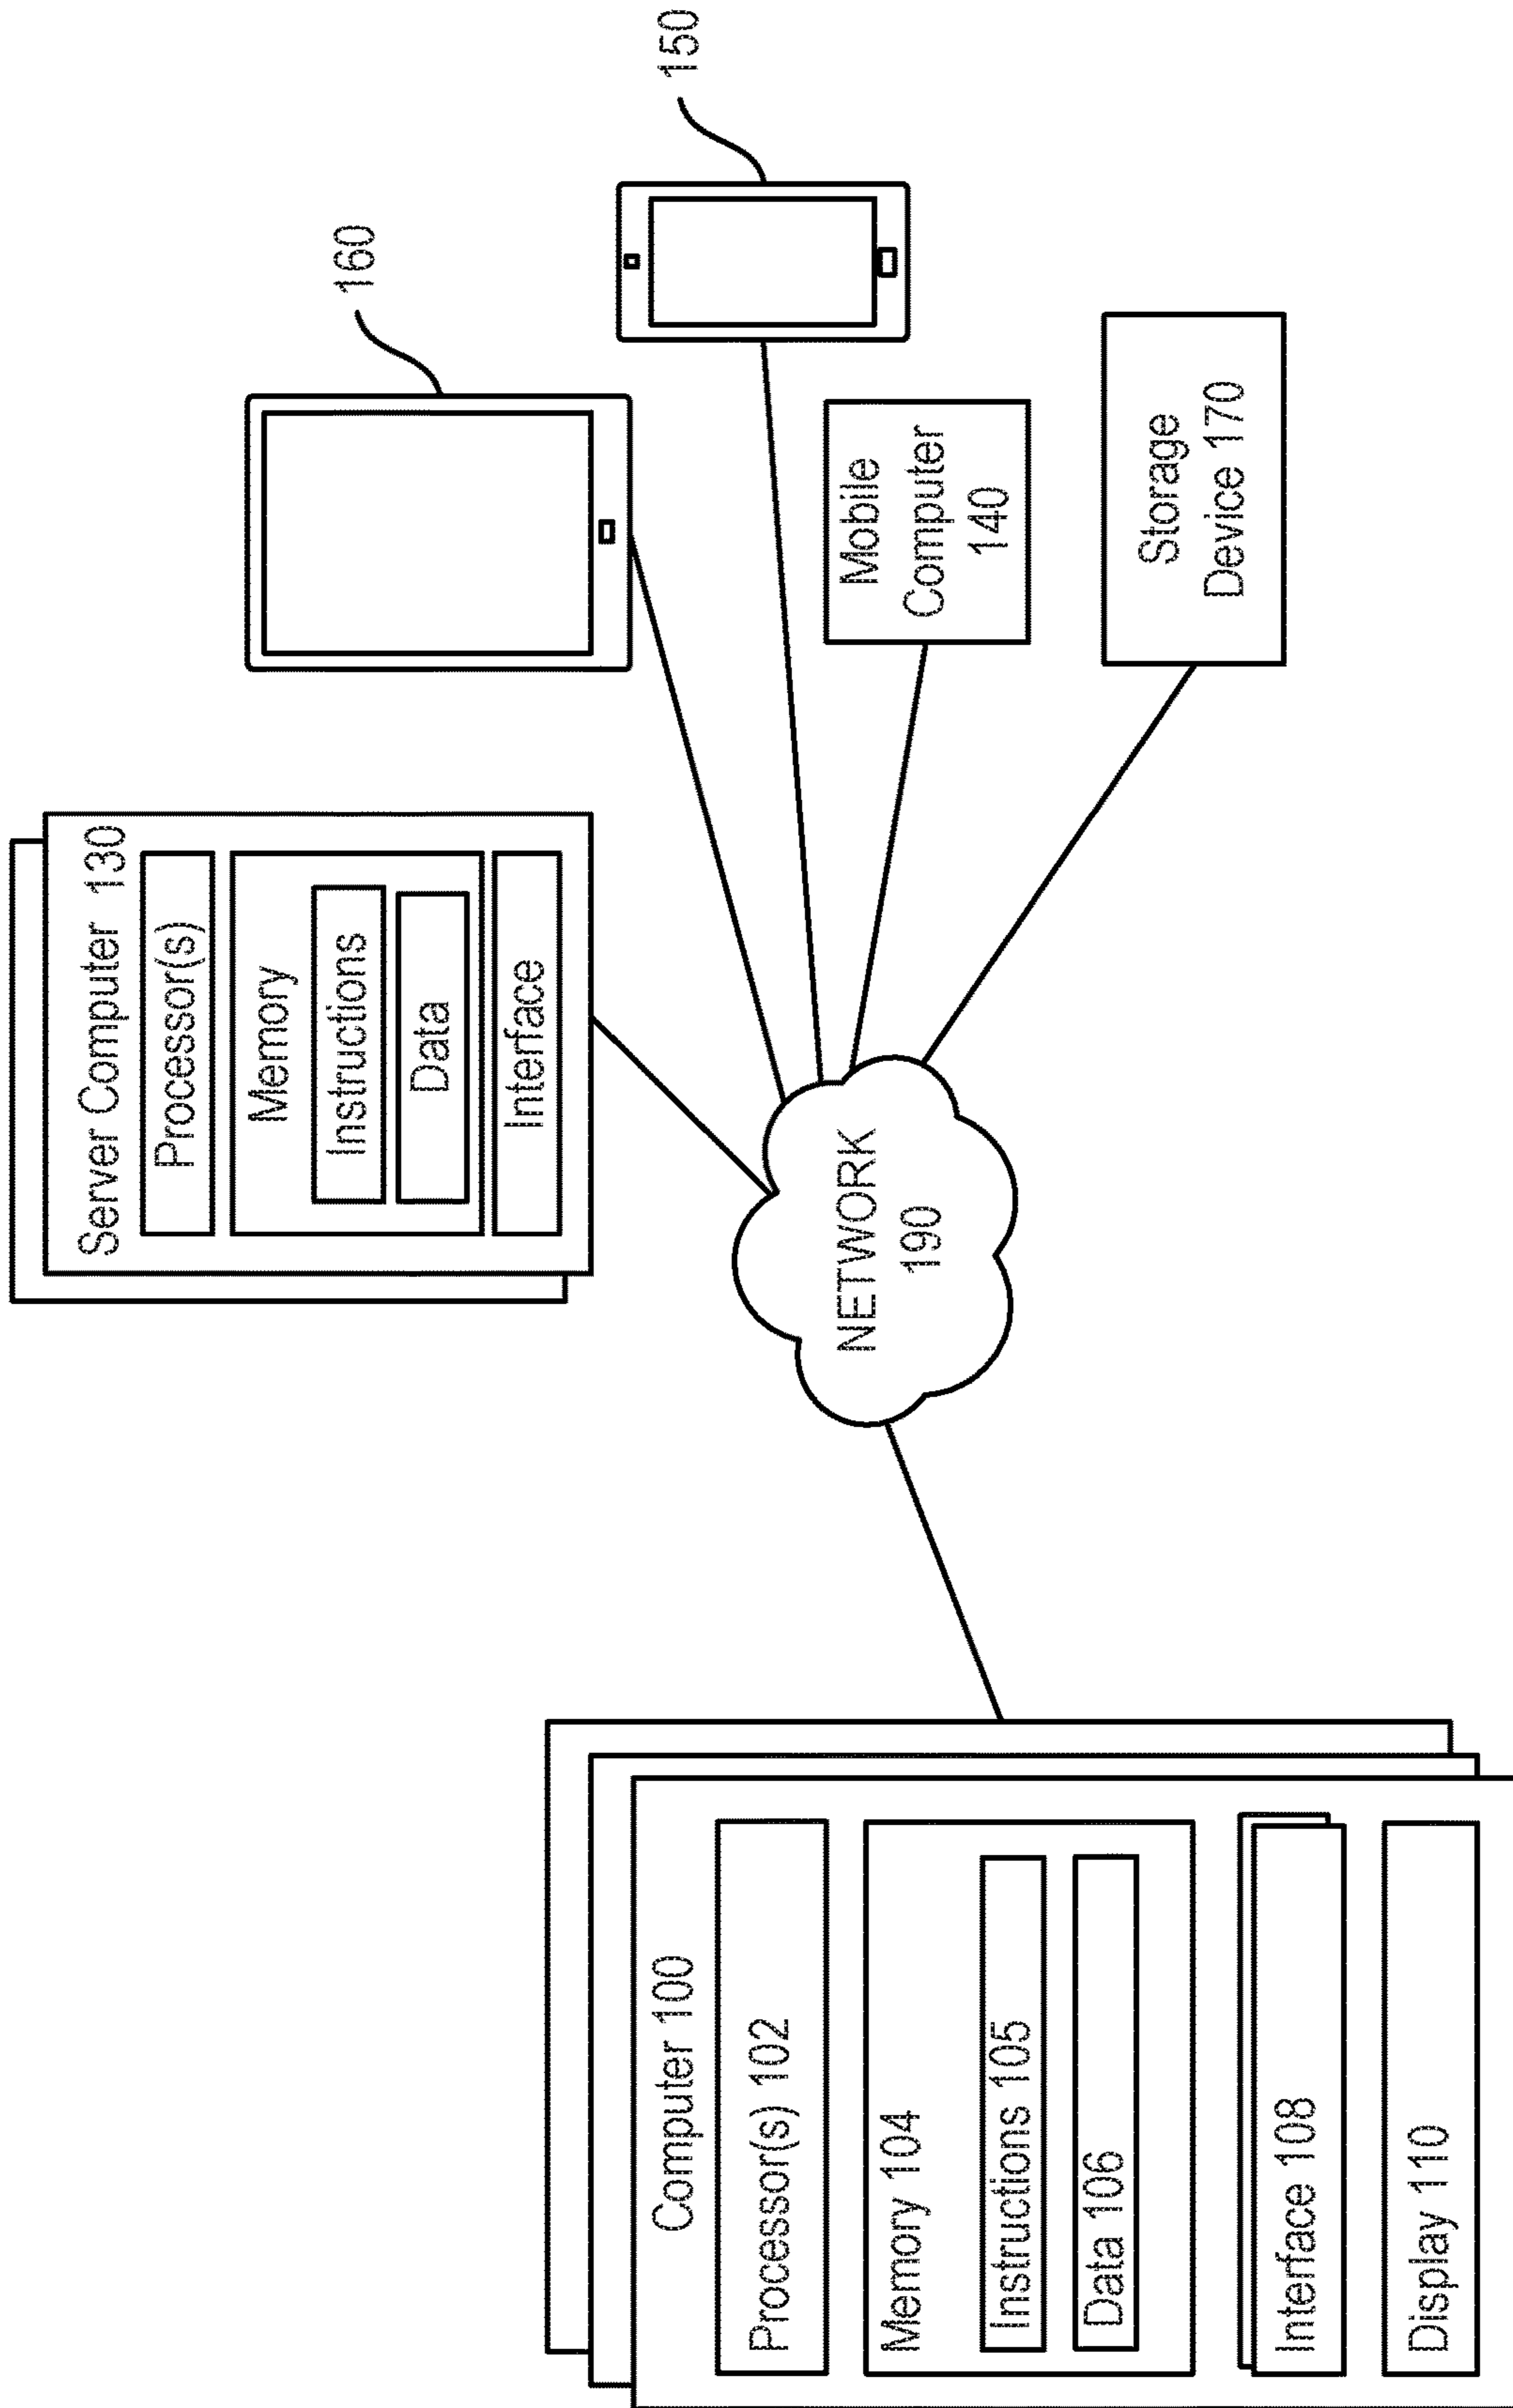 Computer 100
Processor(s) 102
Memory 104
Instructions 105
Data 106
Interface 108
Display 110
Server Computer 130
Processor(s)
Memory
Instructions
Data
Interface
NETWORK
190
160
150
Mobile
Computer
140
Storage
Device 170